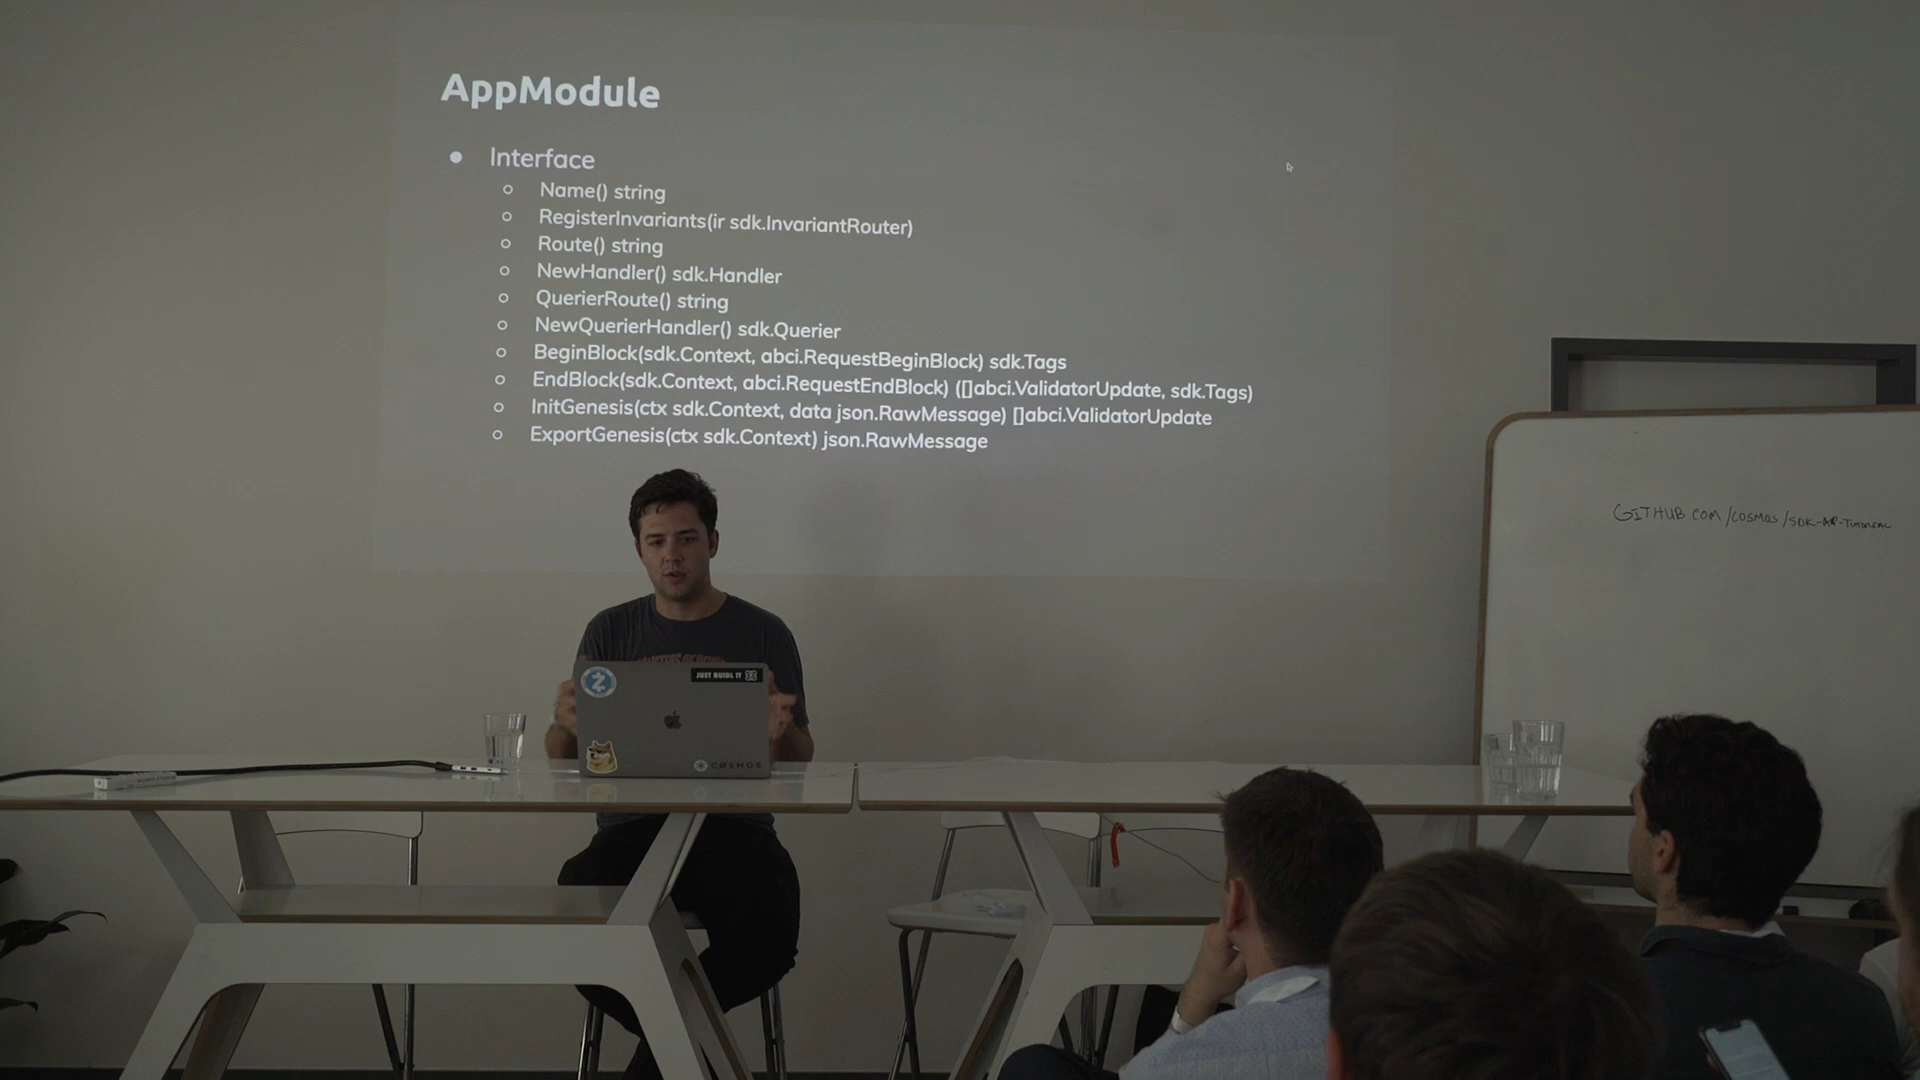 AppModule
Interface
Name() string
RegisterInvariants(ir sdk.InvariantRouter)
Route() string
NewHandler() sdk.Handler
QuerierRoute() string
NewQuerierHandler() sdk.Querier
BeginBlock(sdk.Context, abci.RequestBeginBlock) sdk.Tags
EndBlock(sdk.Context, abci.RequestEndBlock) ([]abci.ValidatorUpdate, sdk.Tags)
InitGenesis(ctx sdk.Context, data json.RawMessage) []abci.ValidatorUpdate
ExportGenesis(ctx sdk.Context) json.RawMessage
GITHUB COM/COSMOS/SDK-AP-TUTORIAL
JUST BUIDL IT
COSMOS